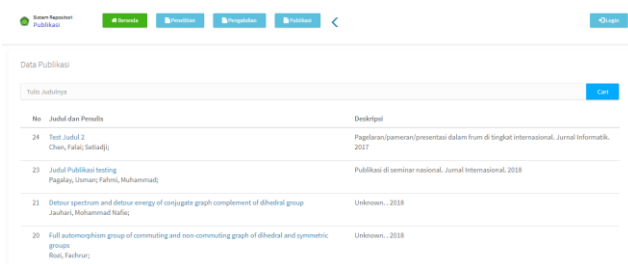 Sistem Repositori
Publikasi
Beranda
Penelitian
Pengabdian
Publikasi
Login
Data Publikasi
Tulis Judulnya
Cari
No Judul dan Penulis Deskripsi
24 Test Judul 2 Pagelaran/pameran/presentasi dalam frum di tingkat internasional. Jurnal Informatik.
Chen, Falai; Setiadji; 2017
23 Judul Publikasi testing Publikasi di seminar nasional. Jurnal Internasional. 2018
Pagalay, Usman; Fahmi, Muhammad;
21 Detour spectrum and detour energy of conjugate graph complement of dihedral group Unknown. . 2018
Jauhari, Mohammad Nafie;
20 Full automorphism group of commuting and non-commuting graph of dihedral and symmetric Unknown. . 2018
groups
Rozi, Fachrur;